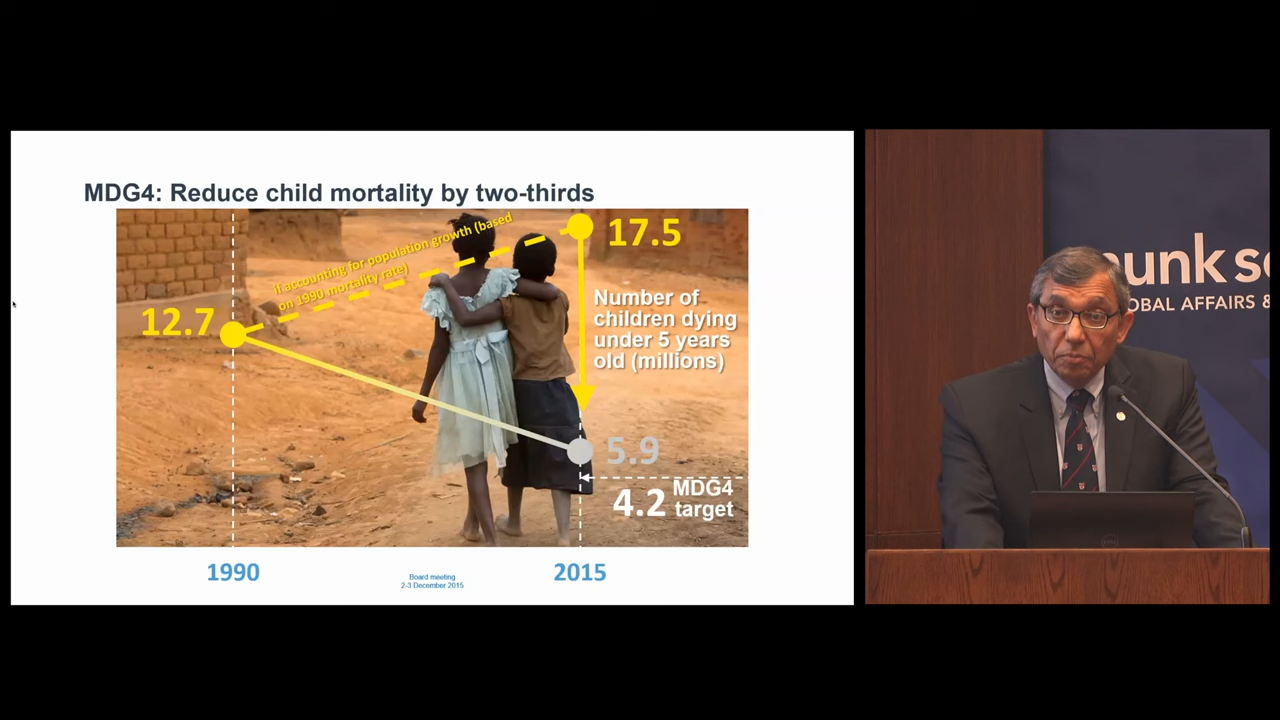 MDG4: Reduce child mortality by two-thirds
if accounting for population growth (based
on 1990 mortality rate)
17.5
12.7
Number of
children dying
under 5 years
old (millions)
5.9
4.2
MDG4
target
1990
2015
Board meeting
2-3 December 2015
unk sc
OBAL AFFAIRS &
DELL